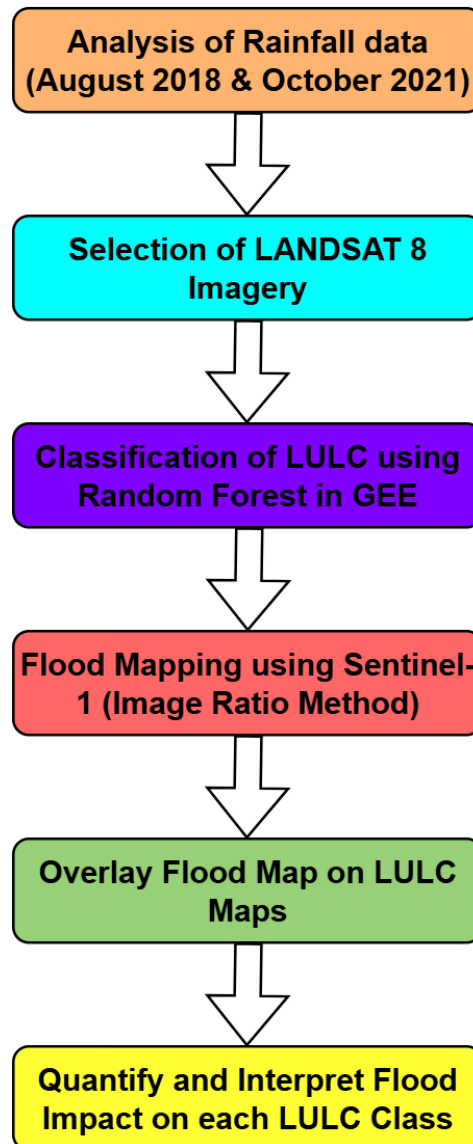 Analysis of Rainfall data
(August 2018 & October 2021)
Selection of LANDSAT 8
Imagery
Classification of LULC using
Random Forest in GEE
Flood Mapping using Sentinel-
1 (Image Ratio Method)
Overlay Flood Map on LULC
Maps
Quantify and Interpret Flood
Impact on each LULC Class